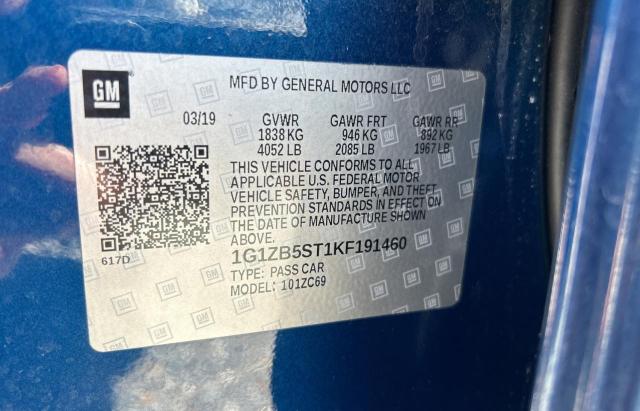 GM
MFD BY GENERAL MOTORS LLC
03/19 GVWR GAWR FRT GAWR RR
1838 KG 946 KG 892 KG
4052 LB 2085 LB 1967 LB
THIS VEHICLE CONFORMS TO ALL
APPLICABLE U.S. FEDERAL MOTOR
VEHICLE SAFETY, BUMPER, AND THEFT
PREVENTION STANDARDS IN EFFECT ON
THE DATE OF MANUFACTURE SHOWN
ABOVE.
617D
1G1ZB5ST1KF191460
TYPE: PASS CAR
MODEL: 101ZC69